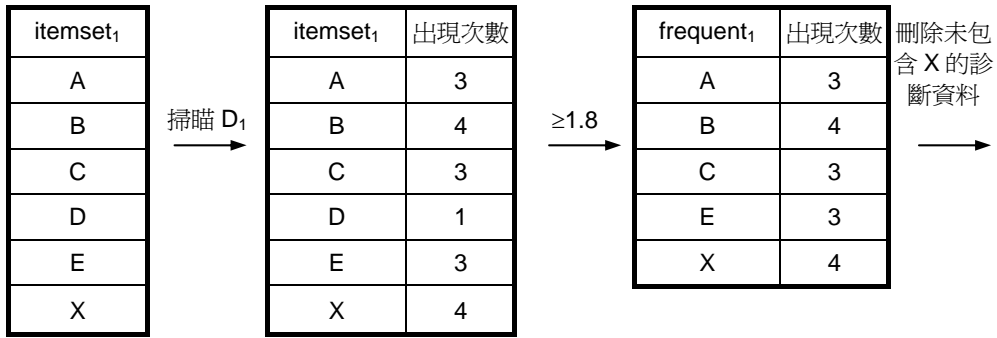 itemset₁
A
B
C
D
E
X
掃瞄 D₁
itemset₁ 出現次數
A 3
B 4
C 3
D 1
E 3
X 4
≥1.8
frequent₁ 出現次數
A 3
B 4
C 3
E 3
X 4
刪除未包
含 X 的診
斷資料